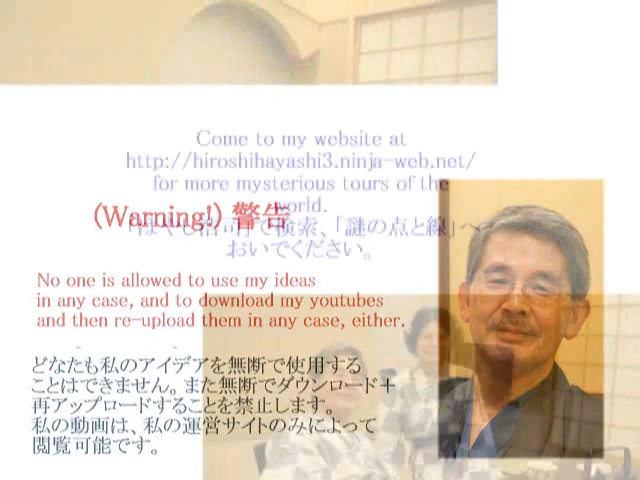 Come to my website at
http://hiroshihayashi3.ninja-web.net/
for more mysterious tours of the
world.
(Warning!) 警告
「はやし浩司」で検索、「謎の点と線」へ
おいでください。
No one is allowed to use my ideas
in any case, and to download my youtubes
and then re-upload them in any case, either.
どなたも私のアイデアを無断で使用する
ことはできません。また無断でダウンロード＋
再アップロードすることを禁止します。
私の動画は、私の運営サイトのみによって
閲覧可能です。